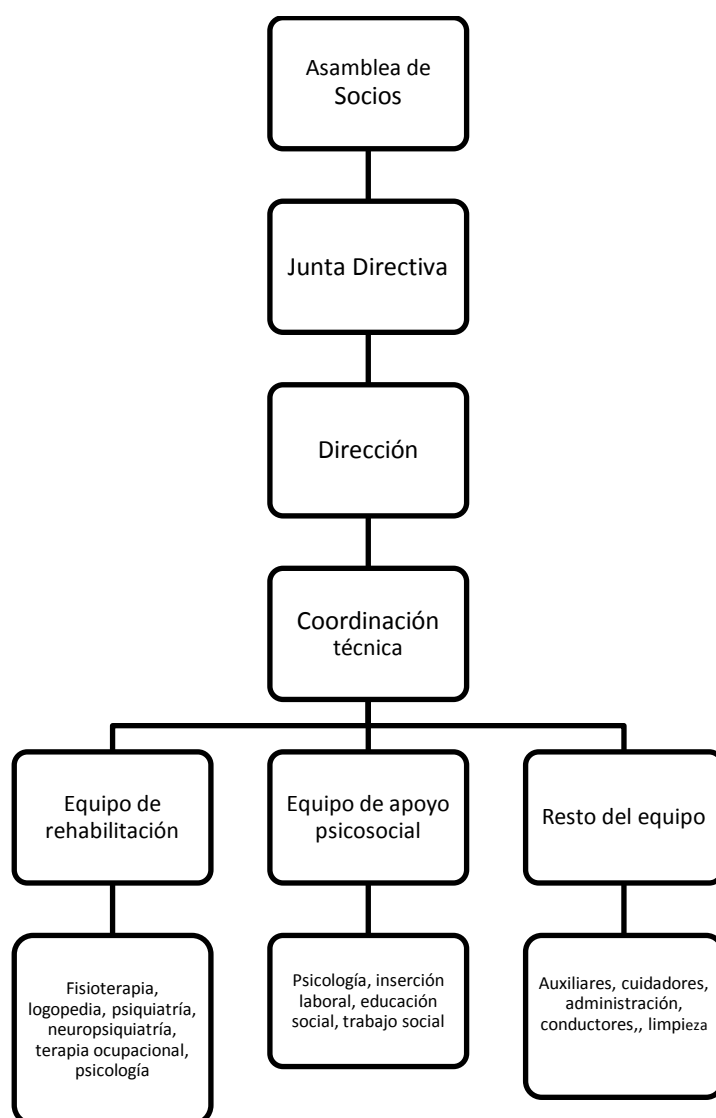 Asamblea de
Socios
Junta Directiva
Dirección
Coordinación
técnica
Equipo de
rehabilitación
Equipo de apoyo
psicosocial
Resto del equipo
Fisioterapia,
logopedia, psiquiatría,
neuropsiquiatría,
terapia ocupacional,
psicología
Psicología, inserción
laboral, educación
social, trabajo social
Auxiliares, cuidadores,
administración,
conductores,, limpieza